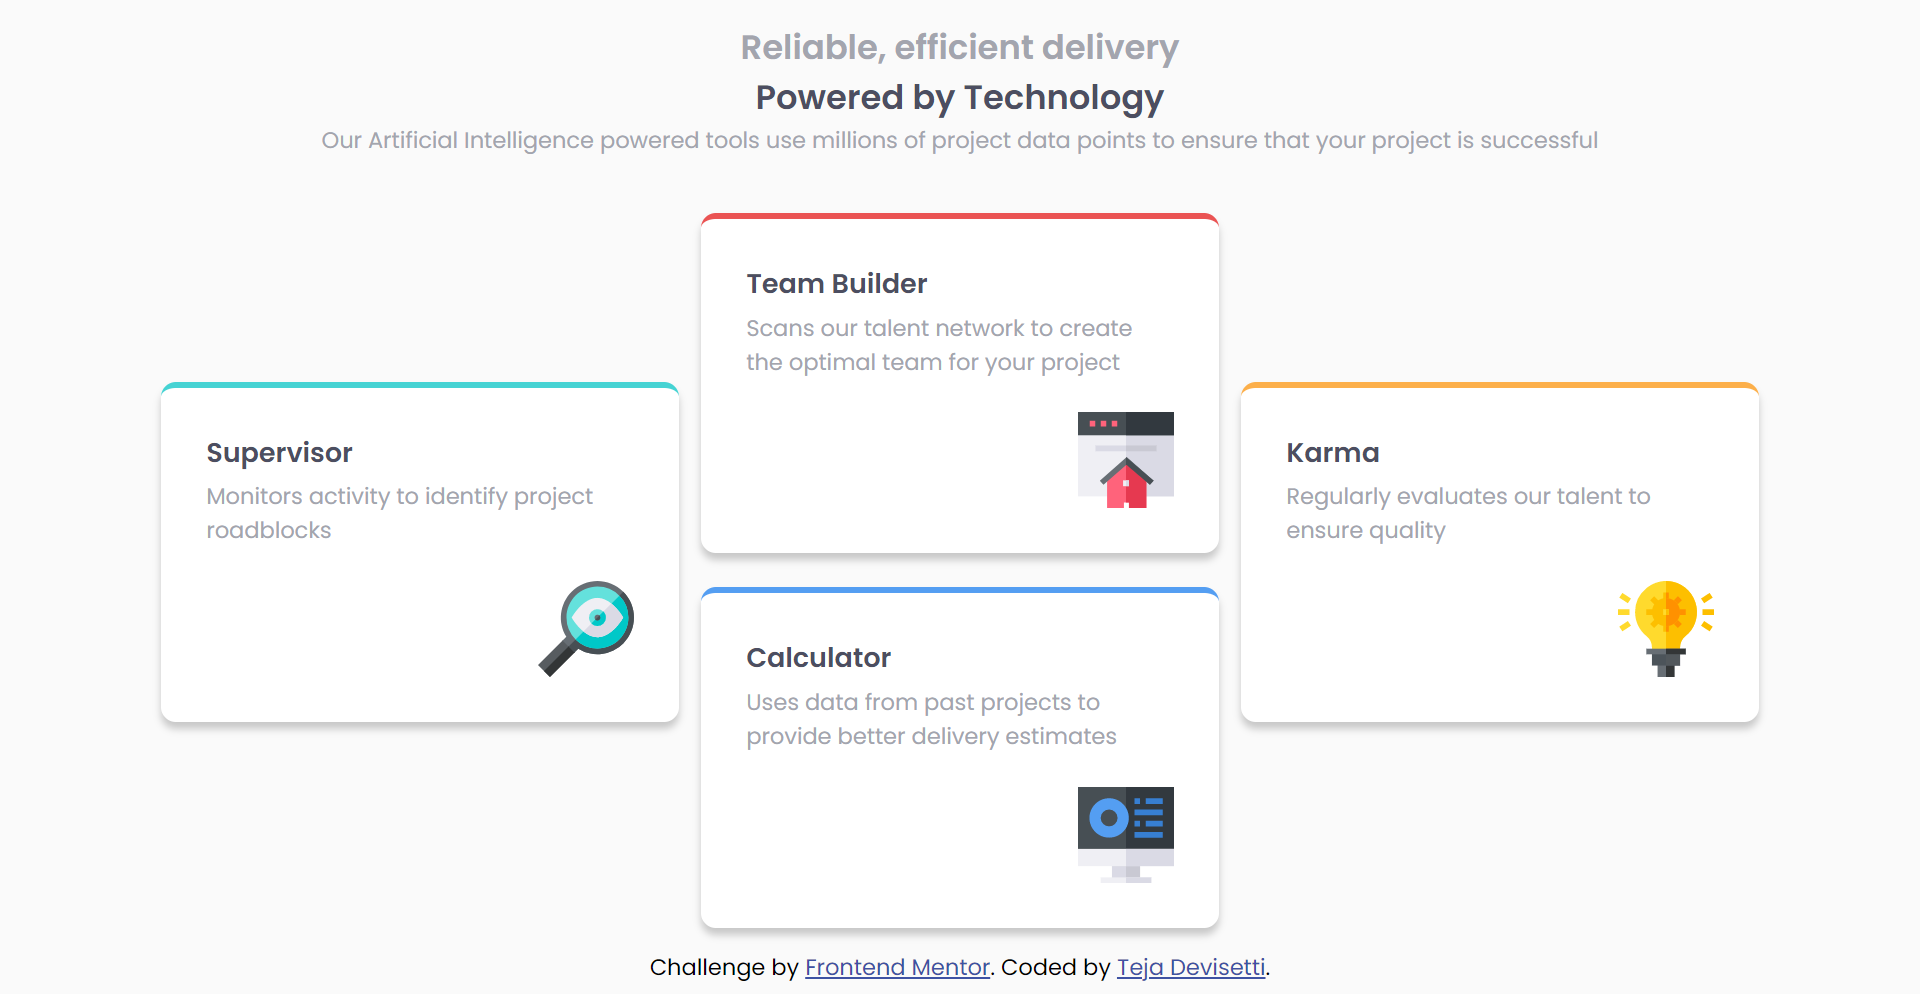 Reliable, efficient delivery
Powered by Technology
Our Artificial Intelligence powered tools use millions of project data points to ensure that your project is successful
Supervisor
Monitors activity to identify project
roadblocks
Team Builder
Scans our talent network to create
the optimal team for your project
Calculator
Uses data from past projects to
provide better delivery estimates
Karma
Regularly evaluates our talent to
ensure quality
Challenge by Frontend Mentor. Coded by Teja Devisetti.